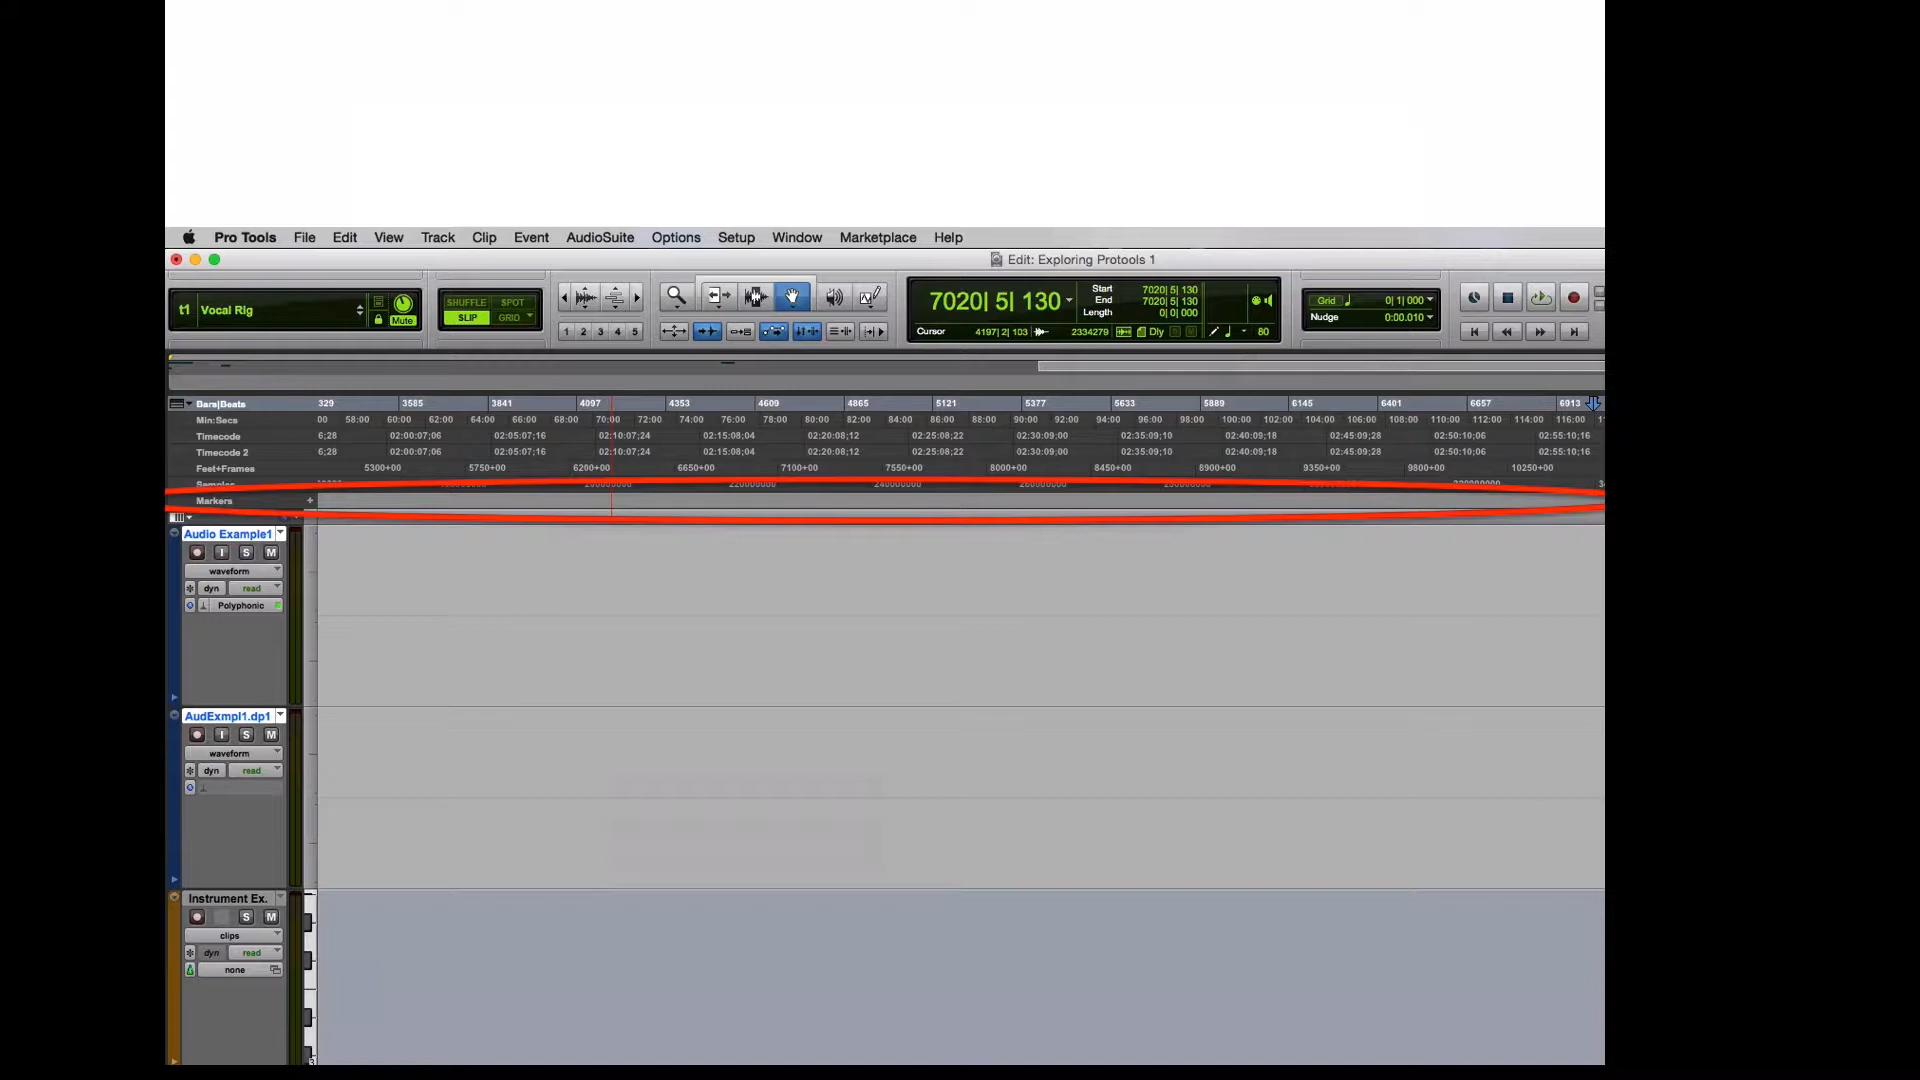 Pro Tools File Edit View Track Clip Event AudioSuite Options Setup Window Marketplace Help
Edit: Exploring Protools 1
t1 Vocal Rig Mute
SHUFFLE SPOT
SLIP GRID
1 2 3 4 5
7020| 5| 130
Start 7020| 5| 130
End 7020| 5| 130
Length 0| 0| 000
Cursor 4197| 2| 103 2334279 Dly S M 80
Grid 0| 1| 000
Nudge 0:00.010
Bars|Beats 329 3585 3841 4097 4353 4609 4865 5121 5377 5633 5889 6145 6401 6657 6913
Min:Secs 00 58:00 60:00 62:00 64:00 66:00 68:00 70:00 72:00 74:00 76:00 78:00 80:00 82:00 84:00 86:00 88:00 90:00 92:00 94:00 96:00 98:00 100:00 102:00 104:00 106:00 108:00 110:00 112:00 114:00 116:00
Timecode 6;28 02:00:07;06 02:05:07;16 02:10:07;24 02:15:08;04 02:20:08;12 02:25:08;22 02:30:09;00 02:35:09;10 02:40:09;18 02:45:09;28 02:50:10;06 02:55:10;16
Timecode 2 6;28 02:00:07;06 02:05:07;16 02:10:07;24 02:15:08;04 02:20:08;12 02:25:08;22 02:30:09;00 02:35:09;10 02:40:09;18 02:45:09;28 02:50:10;06 02:55:10;16
Feet+Frames 5300+00 5750+00 6200+00 6650+00 7100+00 7550+00 8000+00 8450+00 8900+00 9350+00 9800+00 10250+00
Samples 220000000 240000000 260000000
Markers +
Audio Example1
I S M
waveform
dyn read
Polyphonic
AudExmpl1.dp1
I S M
waveform
dyn read
Instrument Ex.
S M
clips
dyn read
none